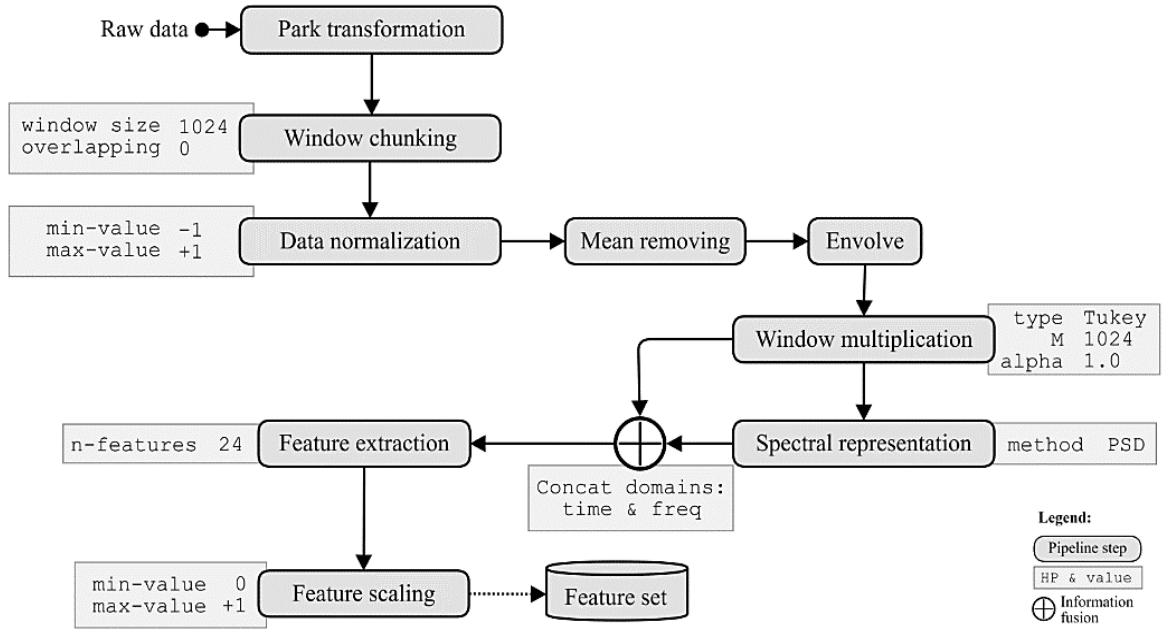 Raw data
Park transformation
window size 1024
overlapping 0
Window chunking
min-value -1
max-value +1
Data normalization
Mean removing
Envolve
Window multiplication
type Tukey
M 1024
alpha 1.0
n-features 24
Feature extraction
Spectral representation
method PSD
Concat domains:
time & freq
min-value 0
max-value +1
Feature scaling
Feature set
Legend:
Pipeline step
HP & value
Information
fusion